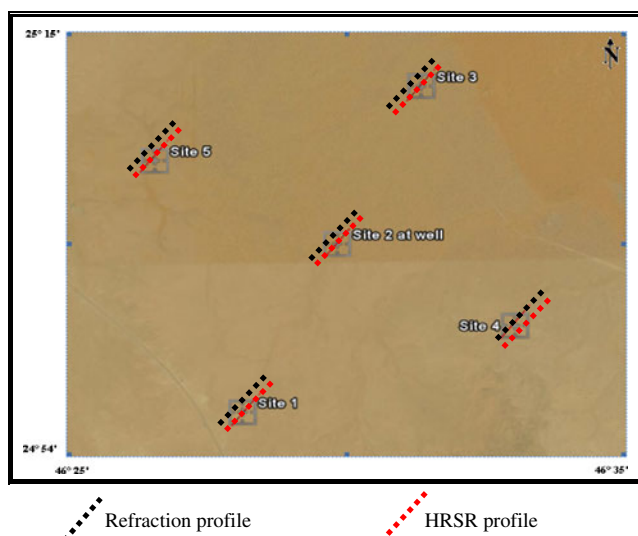 25° 15'
N
Site 3
Site 5
Site 2 at well
Site 4
Site 1
24° 54'
46° 25'
46° 35'
Refraction profile
HRSR profile